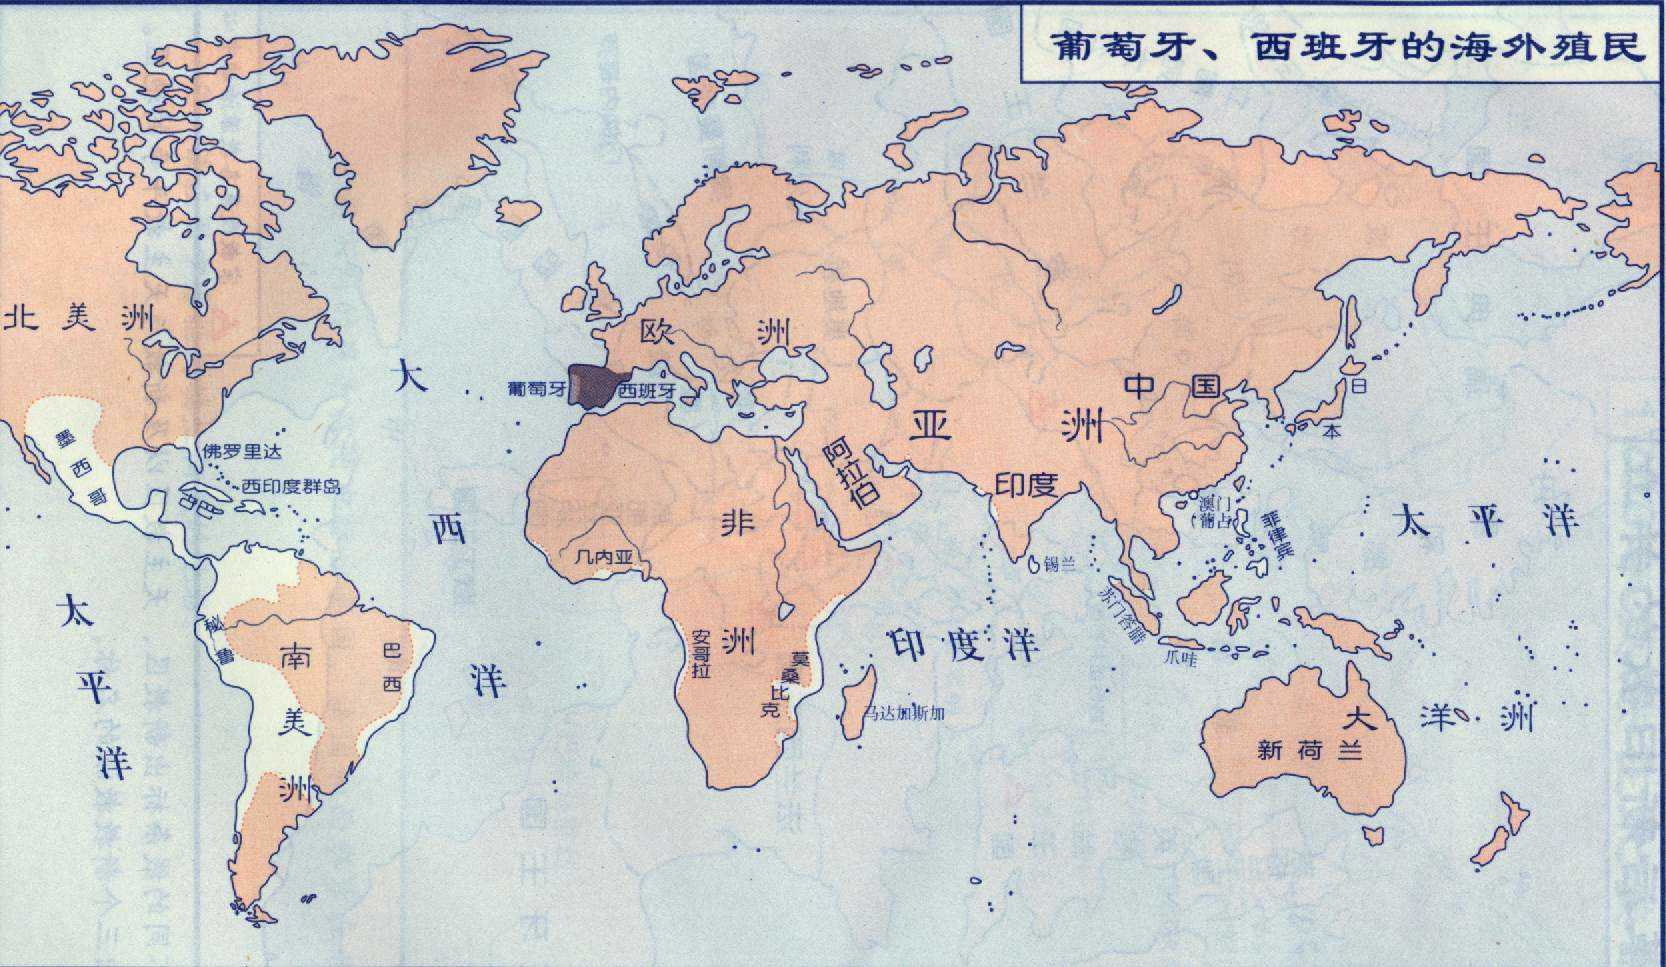 葡萄牙、西班牙的海外殖民
北美洲
欧洲
大西洋
葡萄牙
西班牙
中国
日本
亚洲
墨西哥
佛罗里达
西印度群岛
古巴
阿拉伯
印度
非洲
几内亚
澳门
(葡占)
菲律宾
太平洋
锡兰
苏门答腊
爪哇
太平洋
秘鲁
南美洲
巴西
安哥拉
莫桑比克
印度洋
马达加斯加
大洋洲
新荷兰